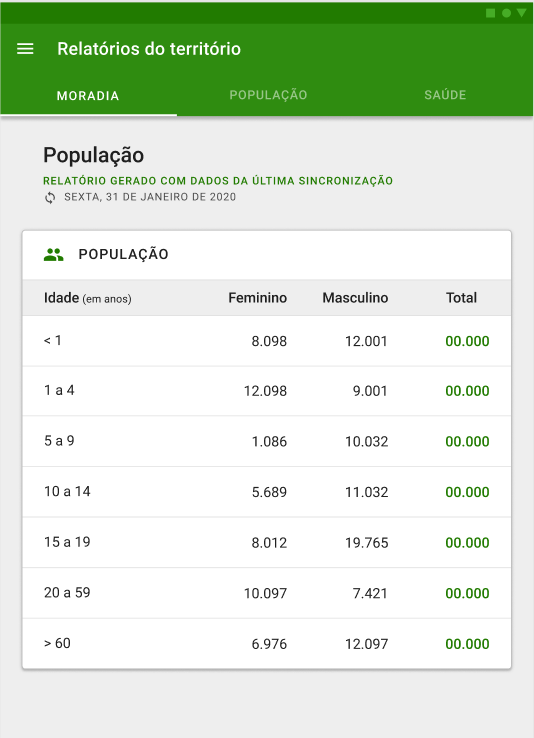 Relatórios do território
MORADIA POPULAÇÃO SAÚDE
População
RELATÓRIO GERADO COM DADOS DA ÚLTIMA SINCRONIZAÇÃO
SEXTA, 31 DE JANEIRO DE 2020
POPULAÇÃO
Idade (em anos) Feminino Masculino Total
< 1 8.098 12.001 00.000
1 a 4 12.098 9.001 00.000
5 a 9 1.086 10.032 00.000
10 a 14 5.689 11.032 00.000
15 a 19 8.012 19.765 00.000
20 a 59 10.097 7.421 00.000
> 60 6.976 12.097 00.000